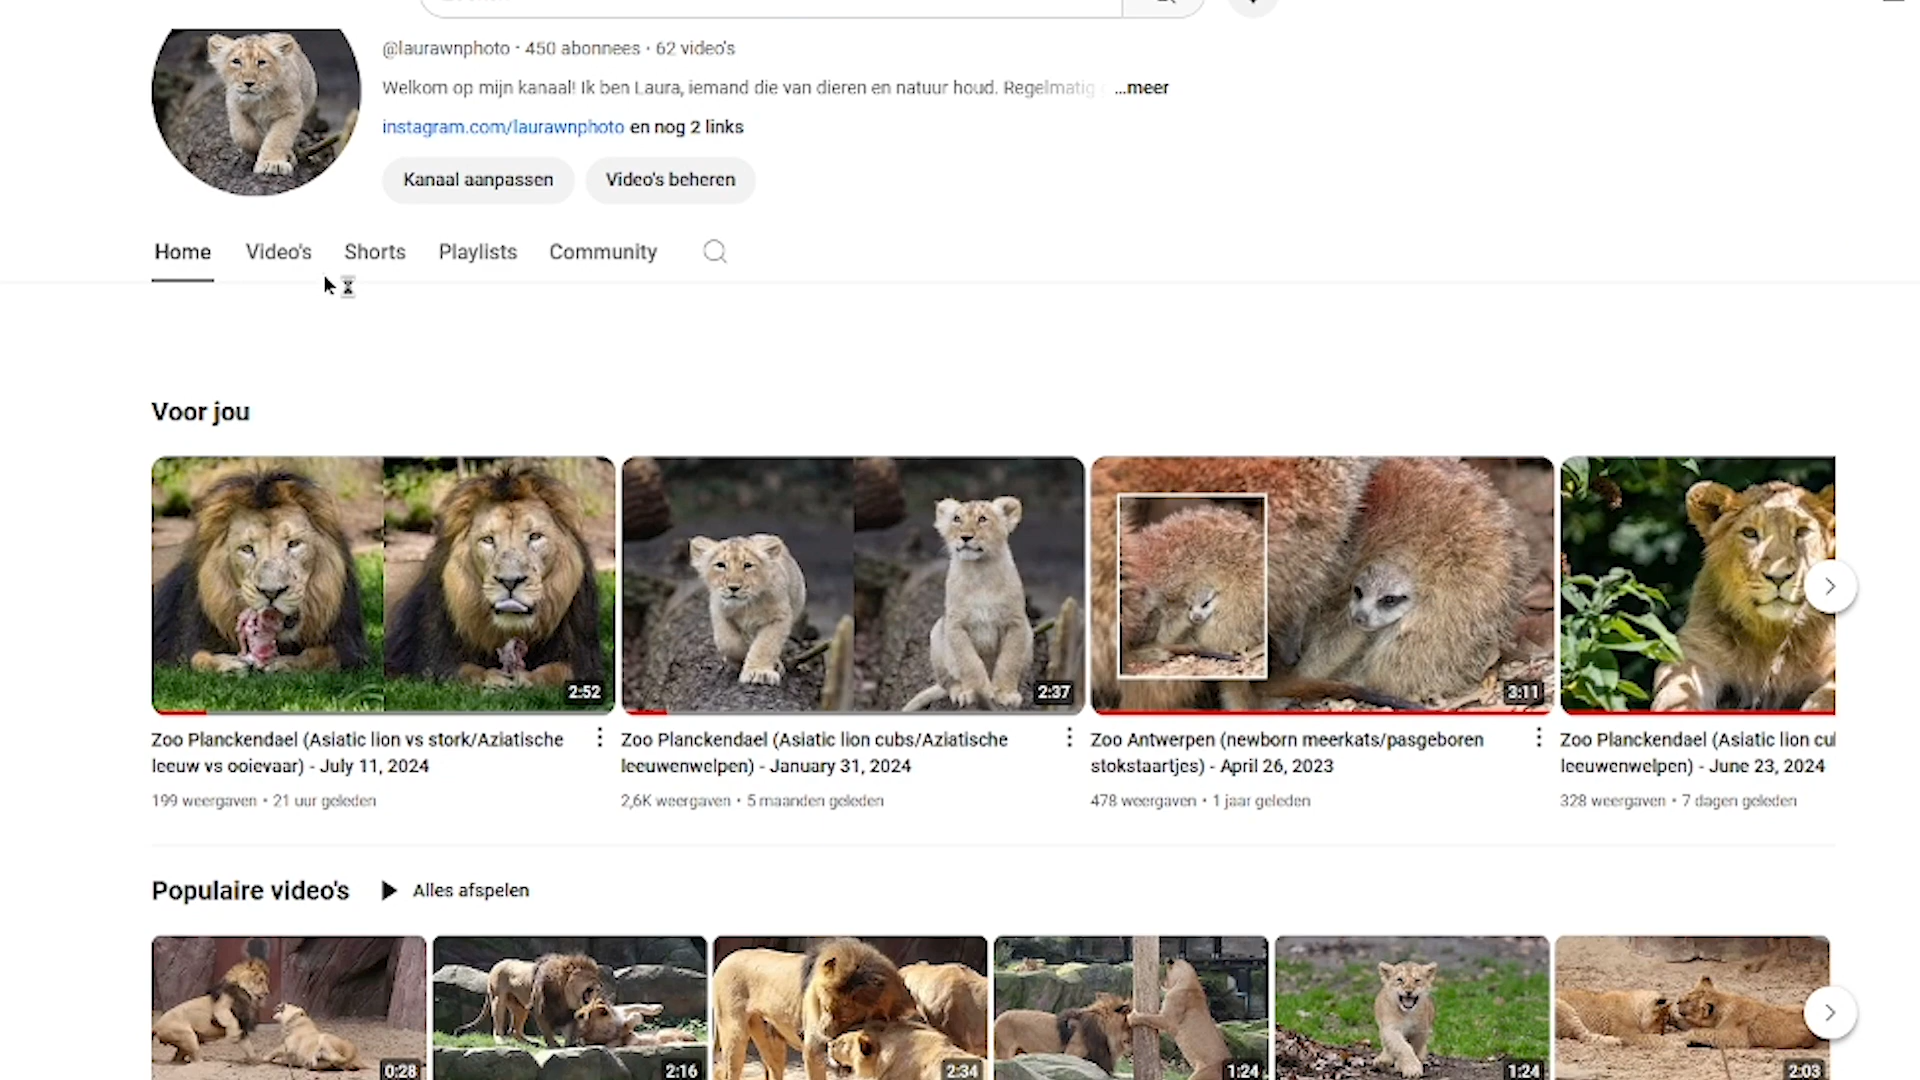 @laurawnphoto · 450 abonnees · 62 video's
Welkom op mijn kanaal! Ik ben Laura, iemand die van dieren en natuur houd. Regelmatig ...meer
instagram.com/laurawnphoto en nog 2 links
Kanaal aanpassen Video's beheren
Home Video's Shorts Playlists Community
Voor jou
2:52 2:37 3:11
Zoo Planckendael (Asiatic lion vs stork/Aziatische
leeuw vs ooievaar) - July 11, 2024
199 weergaven · 21 uur geleden
Zoo Planckendael (Asiatic lion cubs/Aziatische
leeuwenwelpen) - January 31, 2024
2,6K weergaven · 5 maanden geleden
Zoo Antwerpen (newborn meerkats/pasgeboren
stokstaartjes) - April 26, 2023
478 weergaven · 1 jaar geleden
Zoo Planckendael (Asiatic lion
leeuwenwelpen) - June 23, 2024
328 weergaven · 7 dagen geleden
Populaire video's Alles afspelen
0:28 2:16 2:34 1:24 1:24 2:03